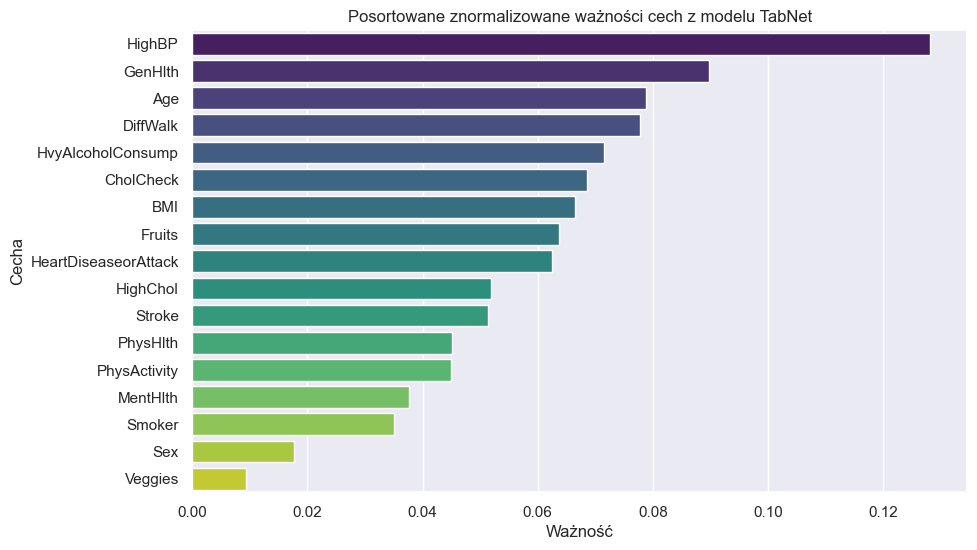 Posortowane znormalizowane ważności cech z modelu TabNet
Cecha
HighBP
GenHlth
Age
DiffWalk
HvyAlcoholConsump
CholCheck
BMI
Fruits
HeartDiseaseorAttack
HighChol
Stroke
PhysHlth
PhysActivity
MentHlth
Smoker
Sex
Veggies
0.00 0.02 0.04 0.06 0.08 0.10 0.12
Ważność